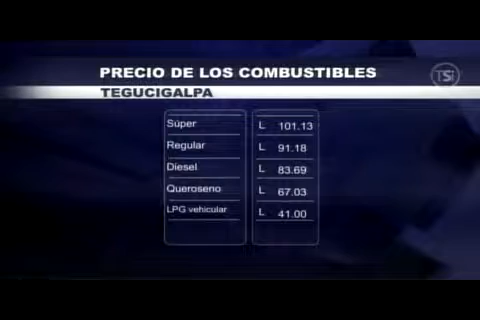 PRECIO DE LOS COMBUSTIBLES
TSi
TEGUCIGALPA
Súper L 101.13
Regular L 91.18
Diesel L 83.69
Queroseno L 67.03
LPG vehicular L 41.00